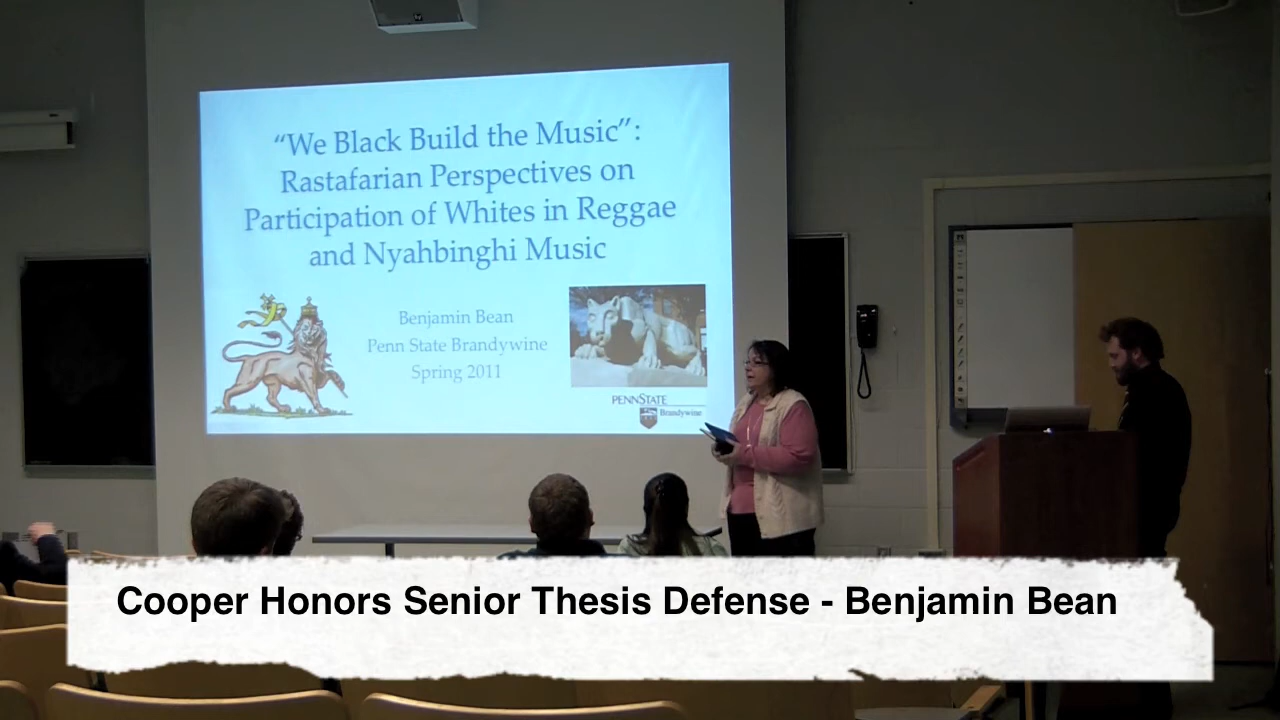 “We Black Build the Music”:
Rastafarian Perspectives on
Participation of Whites in Reggae
and Nyahbinghi Music
Benjamin Bean
Penn State Brandywine
Spring 2011
PENNSTATE
Brandywine
Cooper Honors Senior Thesis Defense - Benjamin Bean